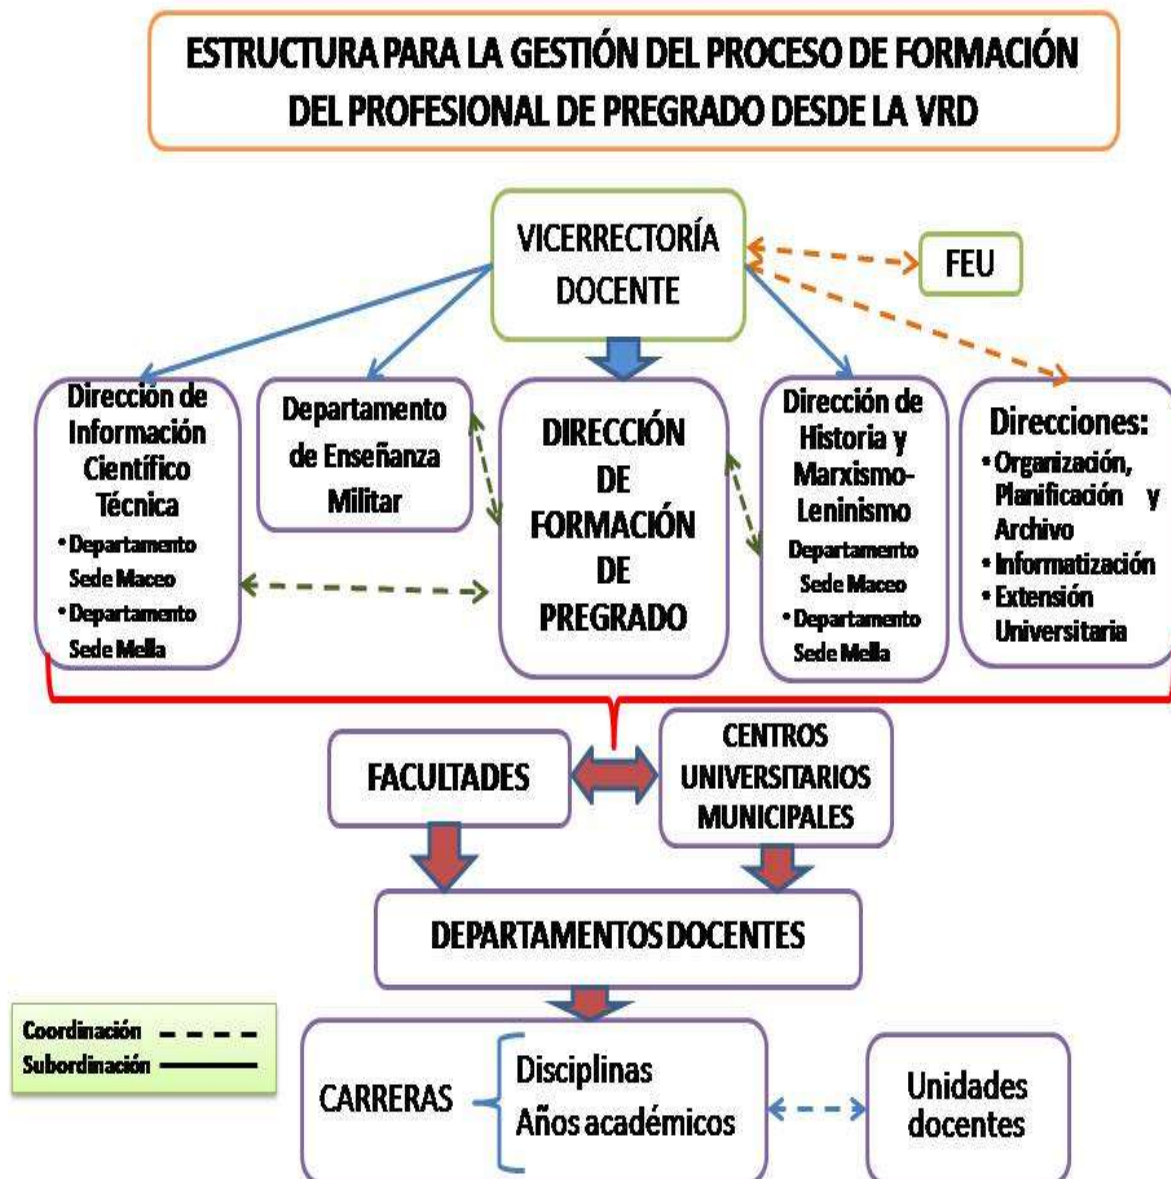 ESTRUCTURA PARA LA GESTIÓN DEL PROCESO DE FORMACIÓN
DEL PROFESIONAL DE PREGRADO DESDE LA VRD
VICERRECTORÍA
DOCENTE
FEU
Dirección de
Información
Científico
Técnica
• Departamento
Sede Maceo
• Departamento
Sede Mella
Departamento
de Enseñanza
Militar
DIRECCIÓN
DE
FORMACIÓN
DE
PREGRADO
Dirección de
Historia y
Marxismo-
Leninismo
Departamento
Sede Maceo
• Departamento
Sede Mella
Direcciones:
• Organización,
Planificación y
Archivo
• Informatización
• Extensión
Universitaria
FACULTADES
CENTROS
UNIVERSITARIOS
MUNICIPALES
DEPARTAMENTOS DOCENTES
Coordinación
Subordinación
CARRERAS
Disciplinas
Años académicos
Unidades
docentes